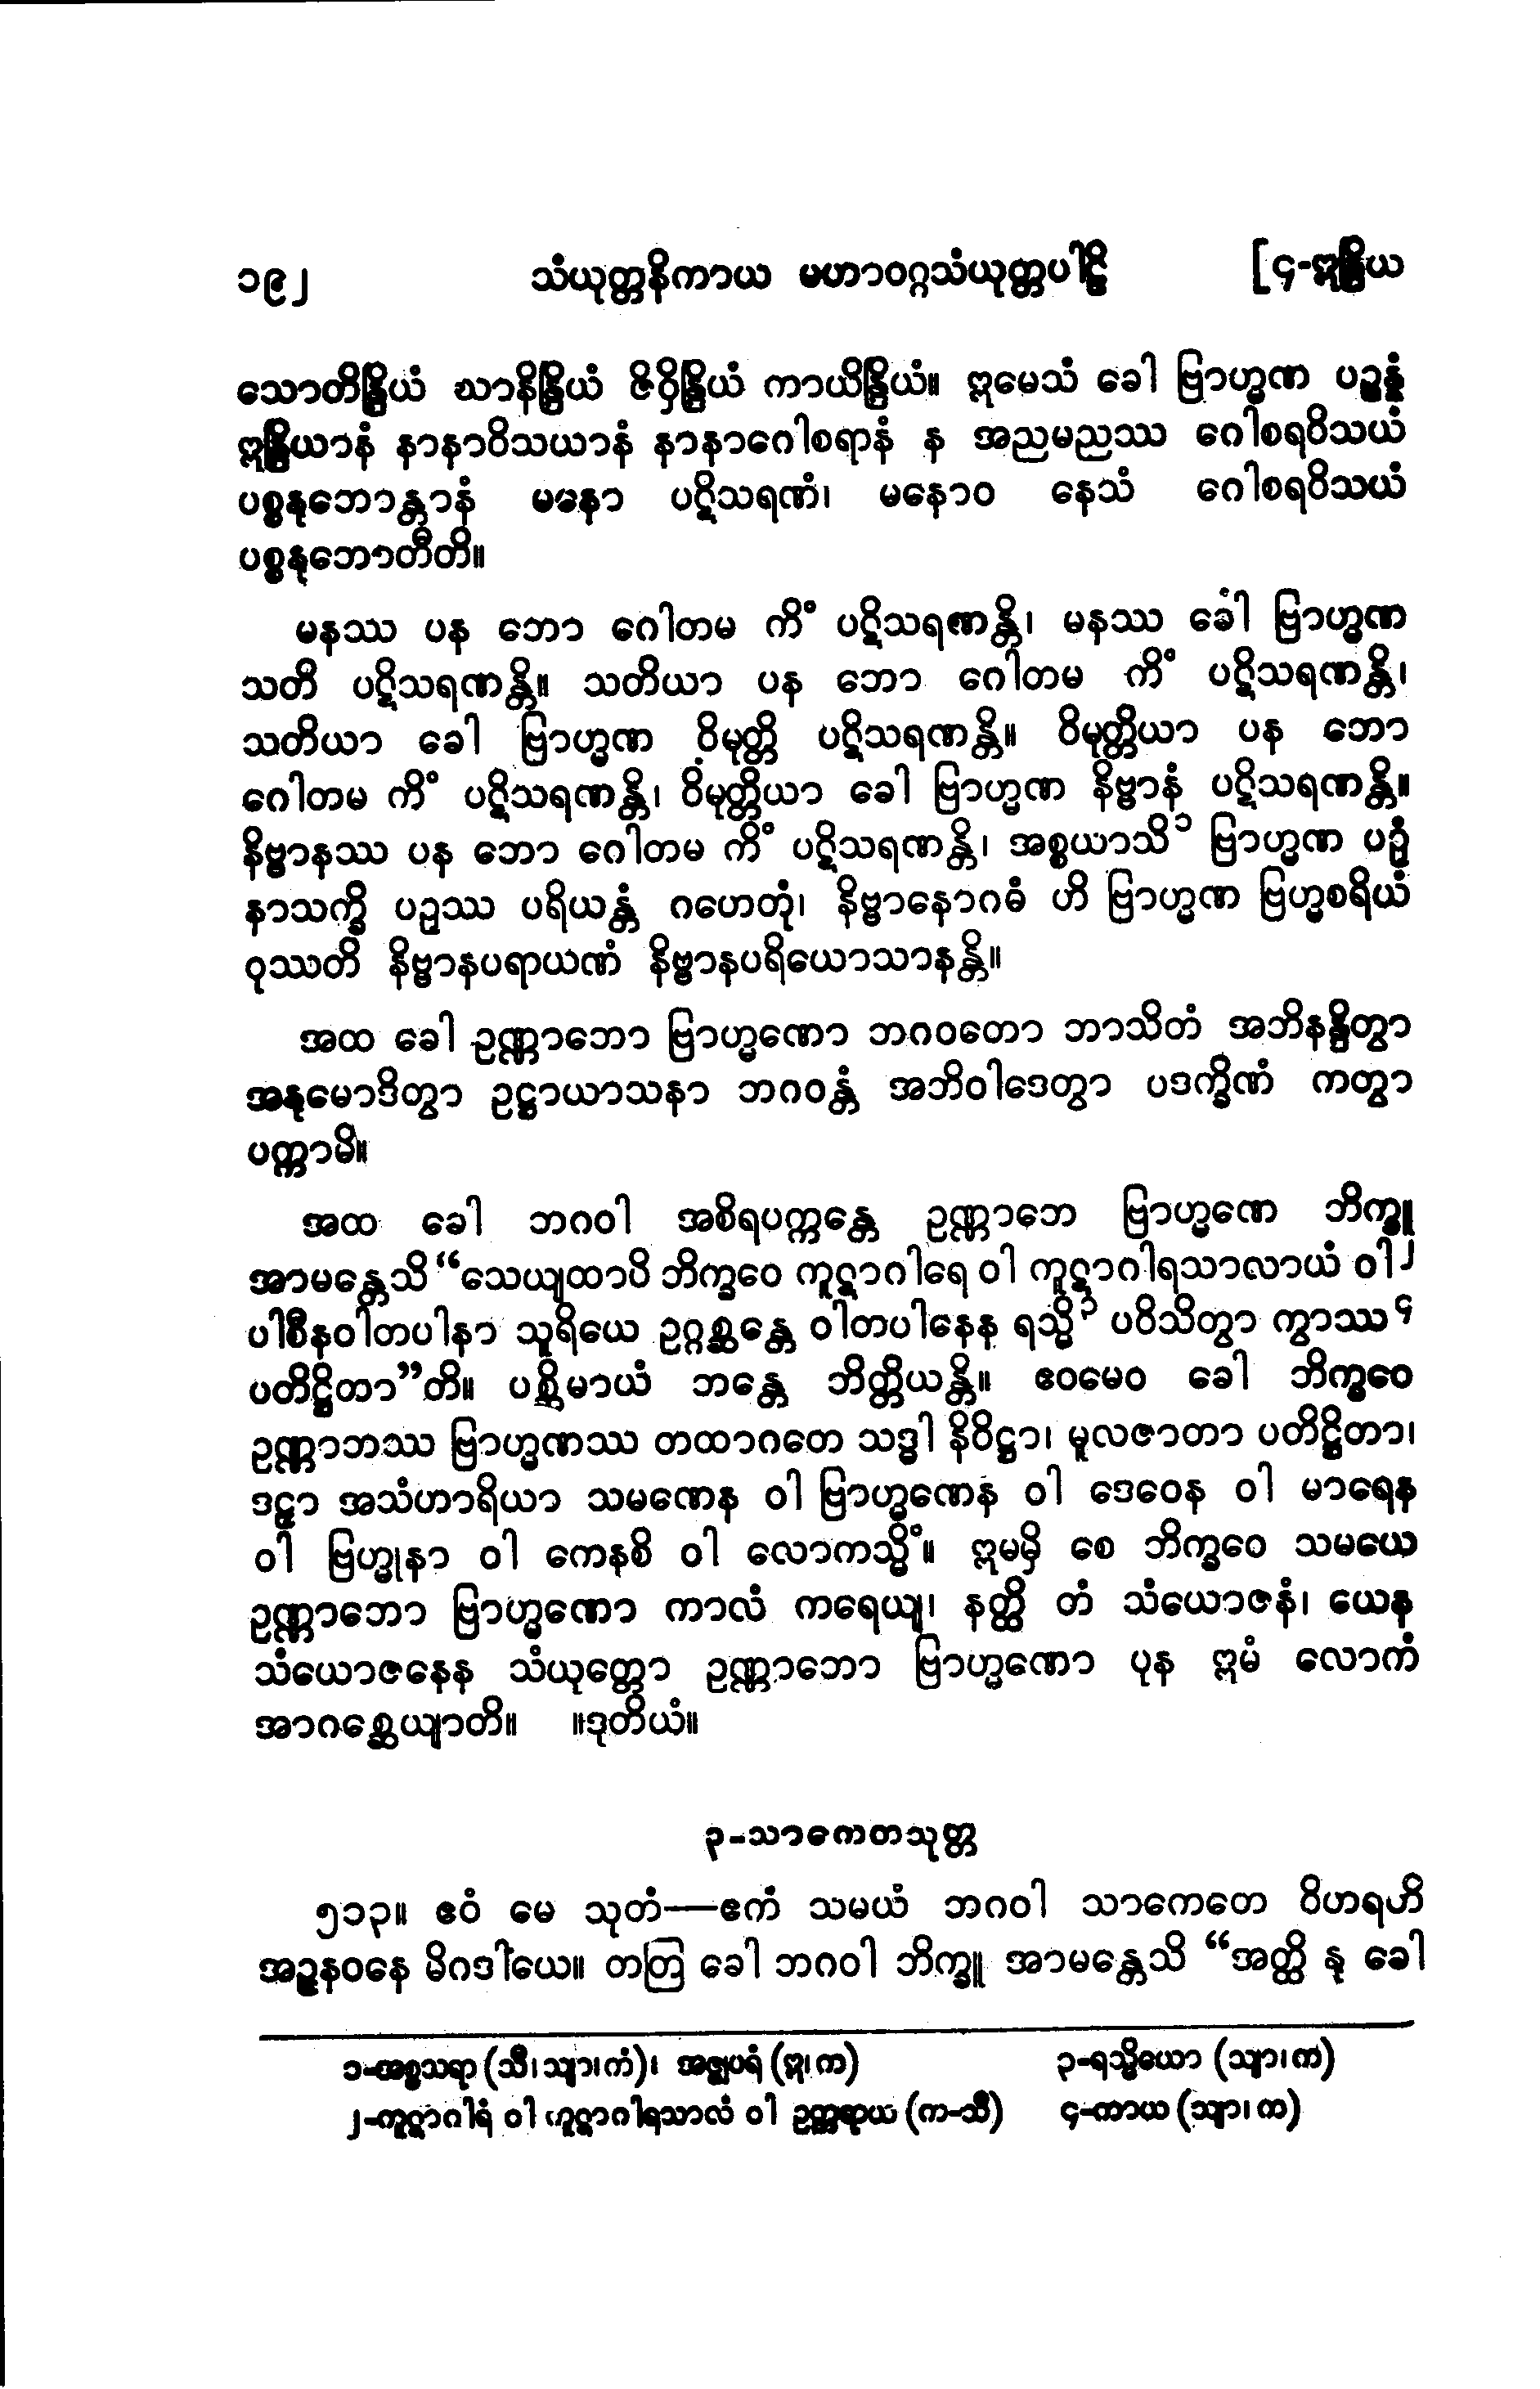 ၁၉၂ သံယုတ္တနိကာယ မဟာဝဂ္ဂသံယုတ္တပါဠိ [၄-ဣန္ဒြိယ
သောတိန္ဒြိယံ ဃာနိန္ဒြိယံ ဇိဝှိန္ဒြိယံ ကာယိန္ဒြိယံ။ ဣမေသံ ခေါ ဗြာဟ္မဏ ပဉ္စန္နံ
ဣန္ဒြိယာနံ နာနာဝိသယာနံ နာနာဂေါစရာနံ န အညမညဿ ဂေါစရဝိသယံ
ပစ္စနုဘောန္တာနံ မနော ပဋိသရဏံ၊ မနောဝ နေသံ ဂေါစရဝိသယံ
ပစ္စနုဘောတီတိ။
မနဿ ပန ဘော ဂေါတမ ကိံ ပဋိသရဏန္တိ၊ မနဿ ခေါ ဗြာဟ္မဏ
သတိ ပဋိသရဏန္တိ။ သတိယာ ပန ဘော ဂေါတမ ကိံ ပဋိသရဏန္တိ၊
သတိယာ ခေါ ဗြာဟ္မဏ ဝိမုတ္တိ ပဋိသရဏန္တိ။ ဝိမုတ္တိယာ ပန ဘော
ဂေါတမ ကိံ ပဋိသရဏန္တိ၊ ဝိမုတ္တိယာ ခေါ ဗြာဟ္မဏ နိဗ္ဗာနံ ပဋိသရဏန္တိ။
နိဗ္ဗာနဿ ပန ဘော ဂေါတမ ကိံ ပဋိသရဏန္တိ၊ အစ္စယာသိ ၁ ဗြာဟ္မဏ ပဉှံ
နာသက္ခိ ပဉှဿ ပရိယန္တံ ဂဟေတုံ၊ နိဗ္ဗာနောဂဓံ ဟိ ဗြာဟ္မဏ ဗြဟ္မစရိယံ
ဝုဿတိ နိဗ္ဗာနပရာယဏံ နိဗ္ဗာနပရိယောသာနန္တိ။
အထ ခေါ ဥဏ္ဏာဘော ဗြာဟ္မဏော ဘဂဝတော ဘာသိတံ အဘိနန္ဒိတွာ
အနုမောဒိတွာ ဥဋ္ဌာယာသနာ ဘဂဝန္တံ အဘိဝါဒေတွာ ပဒက္ခိဏံ ကတွာ
ပက္ကာမိ။
အထ ခေါ ဘဂဝါ အစိရပက္ကန္တေ ဥဏ္ဏာဘေ ဗြာဟ္မဏေ ဘိက္ခူ
အာမန္တေသိ “သေယျထာပိ ဘိက္ခဝေ ကူဋာဂါရေ ဝါ ကူဋာဂါရသာလာယံ ဝါ ၂
ပါစီနဝါတပါနာ သူရိယေ ဥဂ္ဂစ္ဆန္တေ ဝါတပါနေန ရသ္မိ ၃ ပဝိသိတွာ ကွာဿ ၄
ပတိဋ္ဌိတာ”တိ။ ပစ္ဆိမာယံ ဘန္တေ ဘိတ္တိယန္တိ။ ဧဝမေဝ ခေါ ဘိက္ခဝေ
ဥဏ္ဏာဘဿ ဗြာဟ္မဏဿ တထာဂတေ သဒ္ဓါ နိဝိဋ္ဌာ၊ မူလဇာတာ ပတိဋ္ဌိတာ၊
ဒဠှာ အသံဟာရိယာ သမဏေန ဝါ ဗြာဟ္မဏေန ဝါ ဒေဝေန ဝါ မာရေန
ဝါ ဗြဟ္မုနာ ဝါ ကေနစိ ဝါ လောကသ္မိံ။ ဣမမှိ စေ ဘိက္ခဝေ သမယေ
ဥဏ္ဏာဘော ဗြာဟ္မဏော ကာလံ ကရေယျ၊ နတ္ထိ တံ သံယောဇနံ၊ ယေန
သံယောဇနေန သံယုတ္တော ဥဏ္ဏာဘော ဗြာဟ္မဏော ပုန ဣမံ လောကံ
အာဂစ္ဆေယျာတိ။ ။ဒုတိယံ။
၃-သာကေတသုတ္တ
၅၁၃။ ဧဝံ မေ သုတံ—ဧကံ သမယံ ဘဂဝါ သာကေတေ ဝိဟရတိ
အဉ္ဇနဝနေ မိဂဒါယေ။ တတြ ခေါ ဘဂဝါ ဘိက္ခူ အာမန္တေသိ “အတ္ထိ နု ခေါ
၁-အစ္စသရာ (သီ၊သျာ၊ကံ)၊ အဇ္ဈပရံ (ဣ၊က) ၃-ရသ္မိယော (သျာ၊က)
၂-ကူဋာဂါရံ ဝါ ကူဋာဂါရသာလံ ဝါ ဥတ္တရာယ (က-သီ) ၄-ကာယ (သျာ၊က)